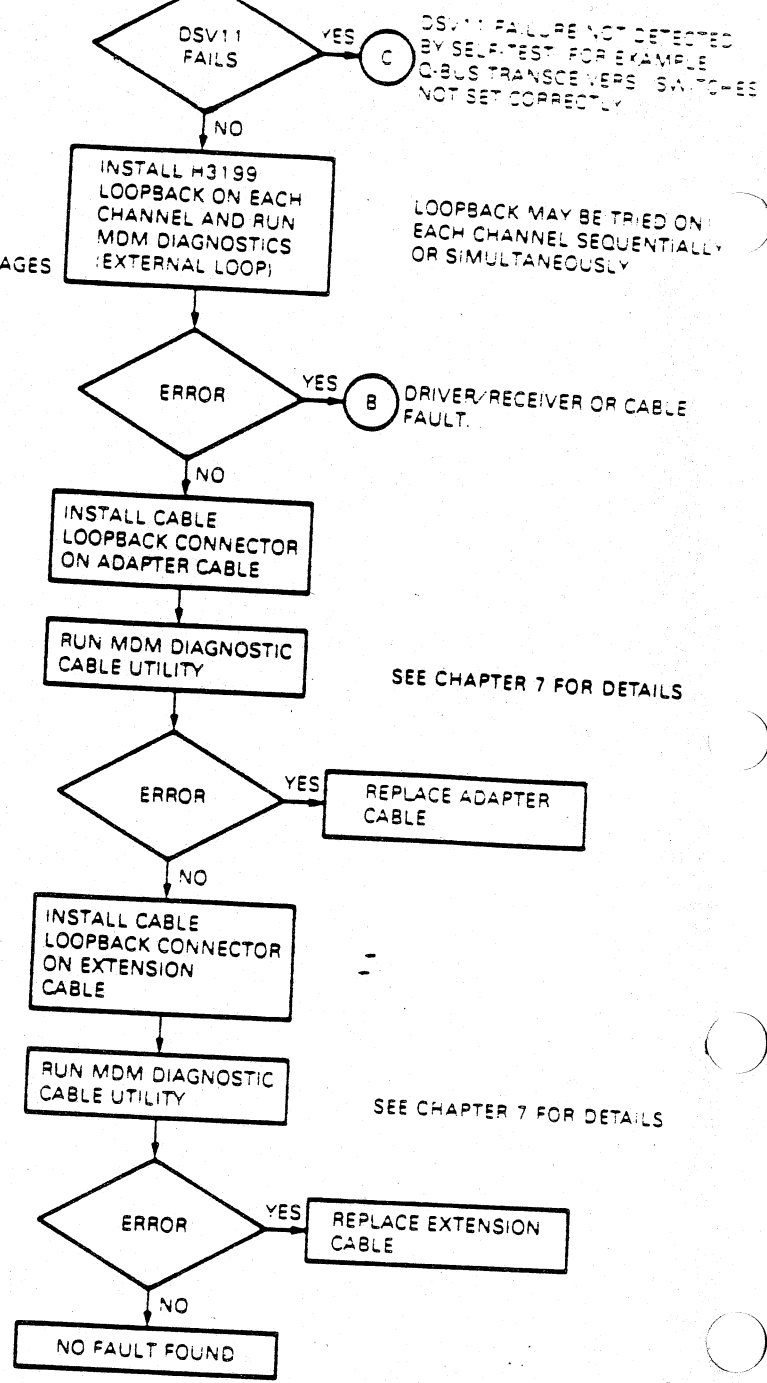 DSV11
FAILS
YES
C
DSV11 FAILURE NOT DETECTED
BY SELF-TEST. FOR EXAMPLE
Q-BUS TRANSCEIVERS SWITCHES
NOT SET CORRECTLY
NO
INSTALL H3199
LOOPBACK ON EACH
CHANNEL AND RUN
MDM DIAGNOSTICS
(EXTERNAL LOOP)
AGES
LOOPBACK MAY BE TRIED ON
EACH CHANNEL SEQUENTIALLY
OR SIMULTANEOUSLY
ERROR
YES
B
DRIVER/RECEIVER OR CABLE
FAULT.
NO
INSTALL CABLE
LOOPBACK CONNECTOR
ON ADAPTER CABLE
RUN MDM DIAGNOSTIC
CABLE UTILITY
SEE CHAPTER 7 FOR DETAILS
ERROR
YES
REPLACE ADAPTER
CABLE
NO
INSTALL CABLE
LOOPBACK CONNECTOR
ON EXTENSION
CABLE
RUN MDM DIAGNOSTIC
CABLE UTILITY
SEE CHAPTER 7 FOR DETAILS
ERROR
YES
REPLACE EXTENSION
CABLE
NO
NO FAULT FOUND